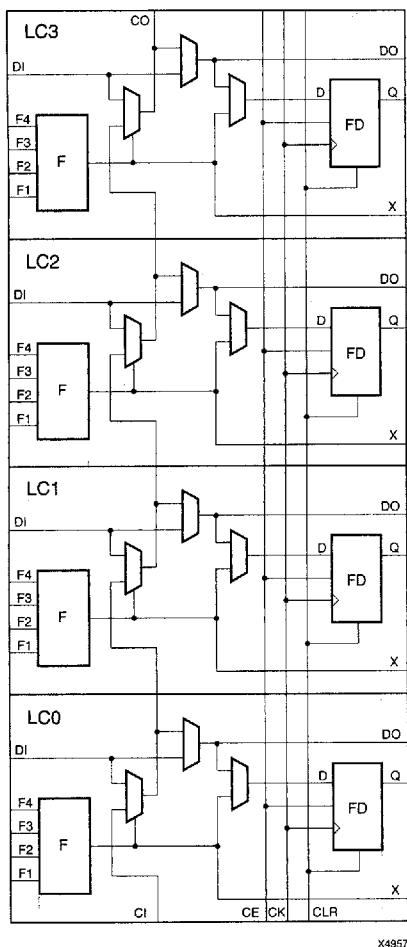 LC3 CO
DI DO
F4 D Q
F3 F FD
F2
F1
X
LC2
DI DO
D Q
F4
F3 F FD
F2
F1
X
LC1
DI DO
D Q
F4
F3 F FD
F2
F1
X
LC0
DI DO
D Q
F4
F3 F FD
F2
F1
X
CI CE CK CLR
X4957